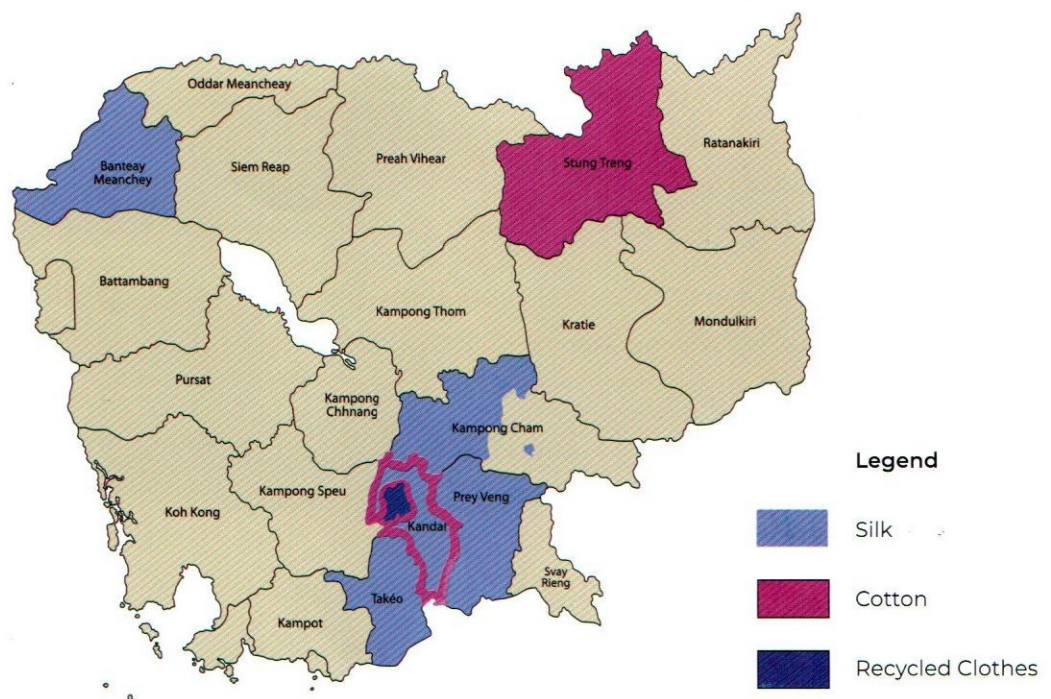 Oddar Meancheay
Banteay
Meanchey
Siem Reap
Preah Vihear
Stung Treng
Ratanakiri
Battambang
Kampong Thom
Kratie
Mondulkiri
Pursat
Kampong
Chhnang
Kampong Cham
Kampong Speu
Prey Veng
Koh Kong
Kandal
Svay
Rieng
Takéo
Kampot
Legend
Silk
Cotton
Recycled Clothes